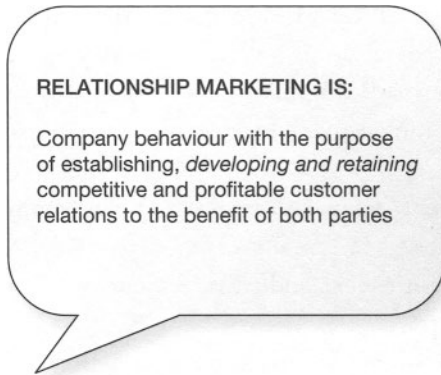 RELATIONSHIP MARKETING IS:
Company behaviour with the purpose
of establishing, developing and retaining
competitive and profitable customer
relations to the benefit of both parties